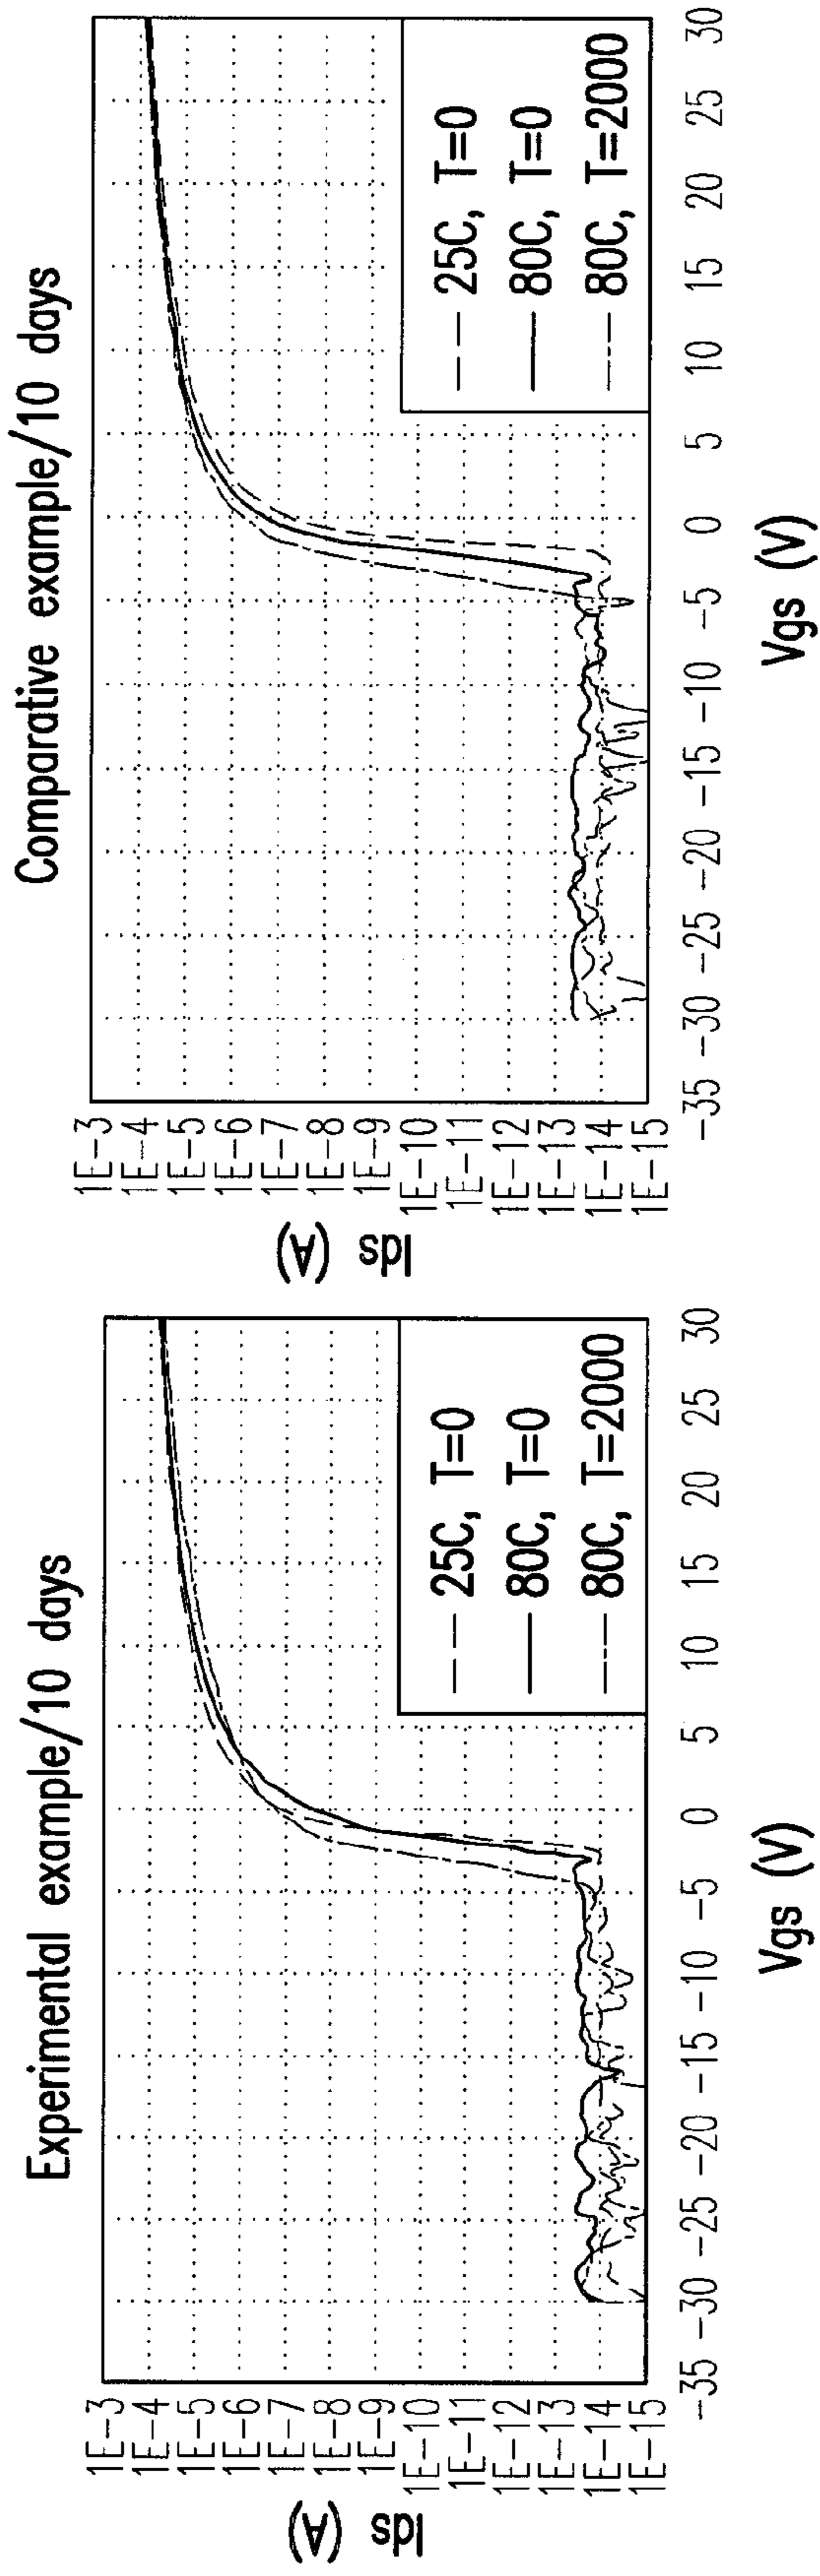 Experimental example/10 days
Ids (A)
1E-3
1E-4
1E-5
1E-6
1E-7
1E-8
1E-9
1E-10
1E-11
1E-12
1E-13
1E-14
1E-15
25C, T=0
80C, T=0
80C, T=2000
-35 -30 -25 -20 -15 -10 -5 0 5 10 15 20 25 30
Vgs (V)
Comparative example/10 days
Ids (A)
1E-3
1E-4
1E-5
1E-6
1E-7
1E-8
1E-9
1E-10
1E-11
1E-12
1E-13
1E-14
1E-15
25C, T=0
80C, T=0
80C, T=2000
-35 -30 -25 -20 -15 -10 -5 0 5 10 15 20 25 30
Vgs (V)